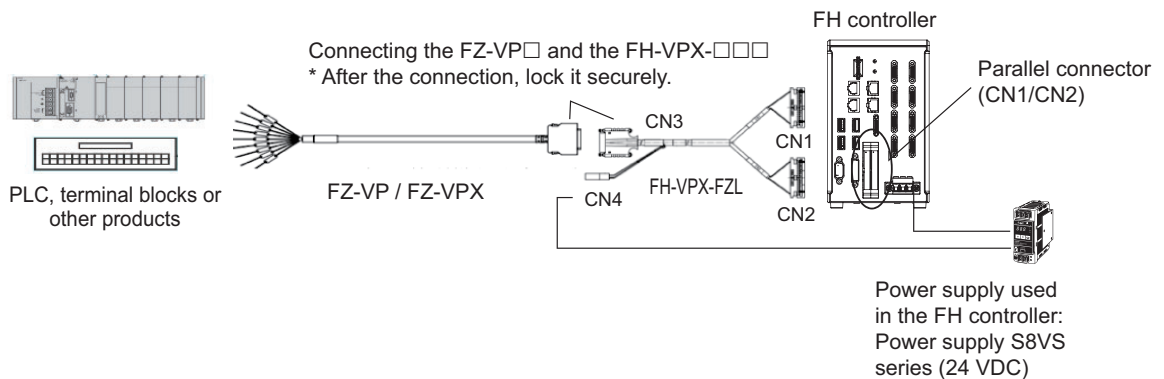 FH controller
Connecting the FZ-VP□ and the FH-VPX-□□□
* After the connection, lock it securely.
Parallel connector
(CN1/CN2)
CN3
CN1
PLC, terminal blocks or
other products
FZ-VP / FZ-VPX
CN4
FH-VPX-FZL
CN2
Power supply used
in the FH controller:
Power supply S8VS
series (24 VDC)